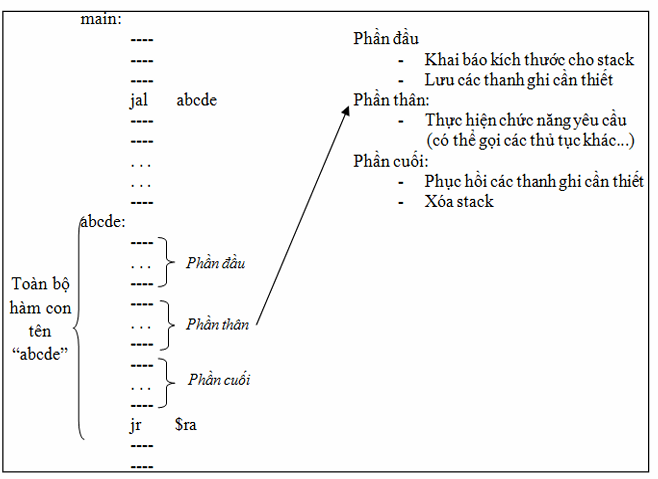 main:
----
----
----
jal abcde
----
----
. . .
. . .
----
abcde:
----
. . .
----
----
. . .
----
----
. . .
----
jr $ra
----
----
Phần đầu
Phần thân
Phần cuối
Toàn bộ
hàm con
tên
“abcde”
Phần đầu
- Khai báo kích thước cho stack
- Lưu các thanh ghi cần thiết
Phần thân:
- Thực hiện chức năng yêu cầu
(có thể gọi các thủ tục khác...)
Phần cuối:
- Phục hồi các thanh ghi cần thiết
- Xóa stack